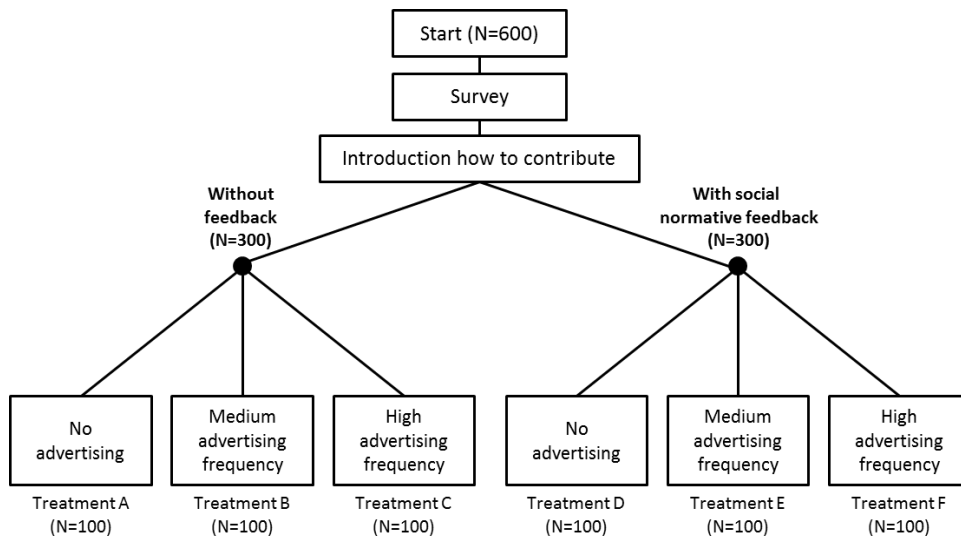 Start (N=600)
Survey
Introduction how to contribute
Without
feedback
(N=300)
With social
normative feedback
(N=300)
No
advertising
Medium
advertising
frequency
High
advertising
frequency
No
advertising
Medium
advertising
frequency
High
advertising
frequency
Treatment A
(N=100)
Treatment B
(N=100)
Treatment C
(N=100)
Treatment D
(N=100)
Treatment E
(N=100)
Treatment F
(N=100)